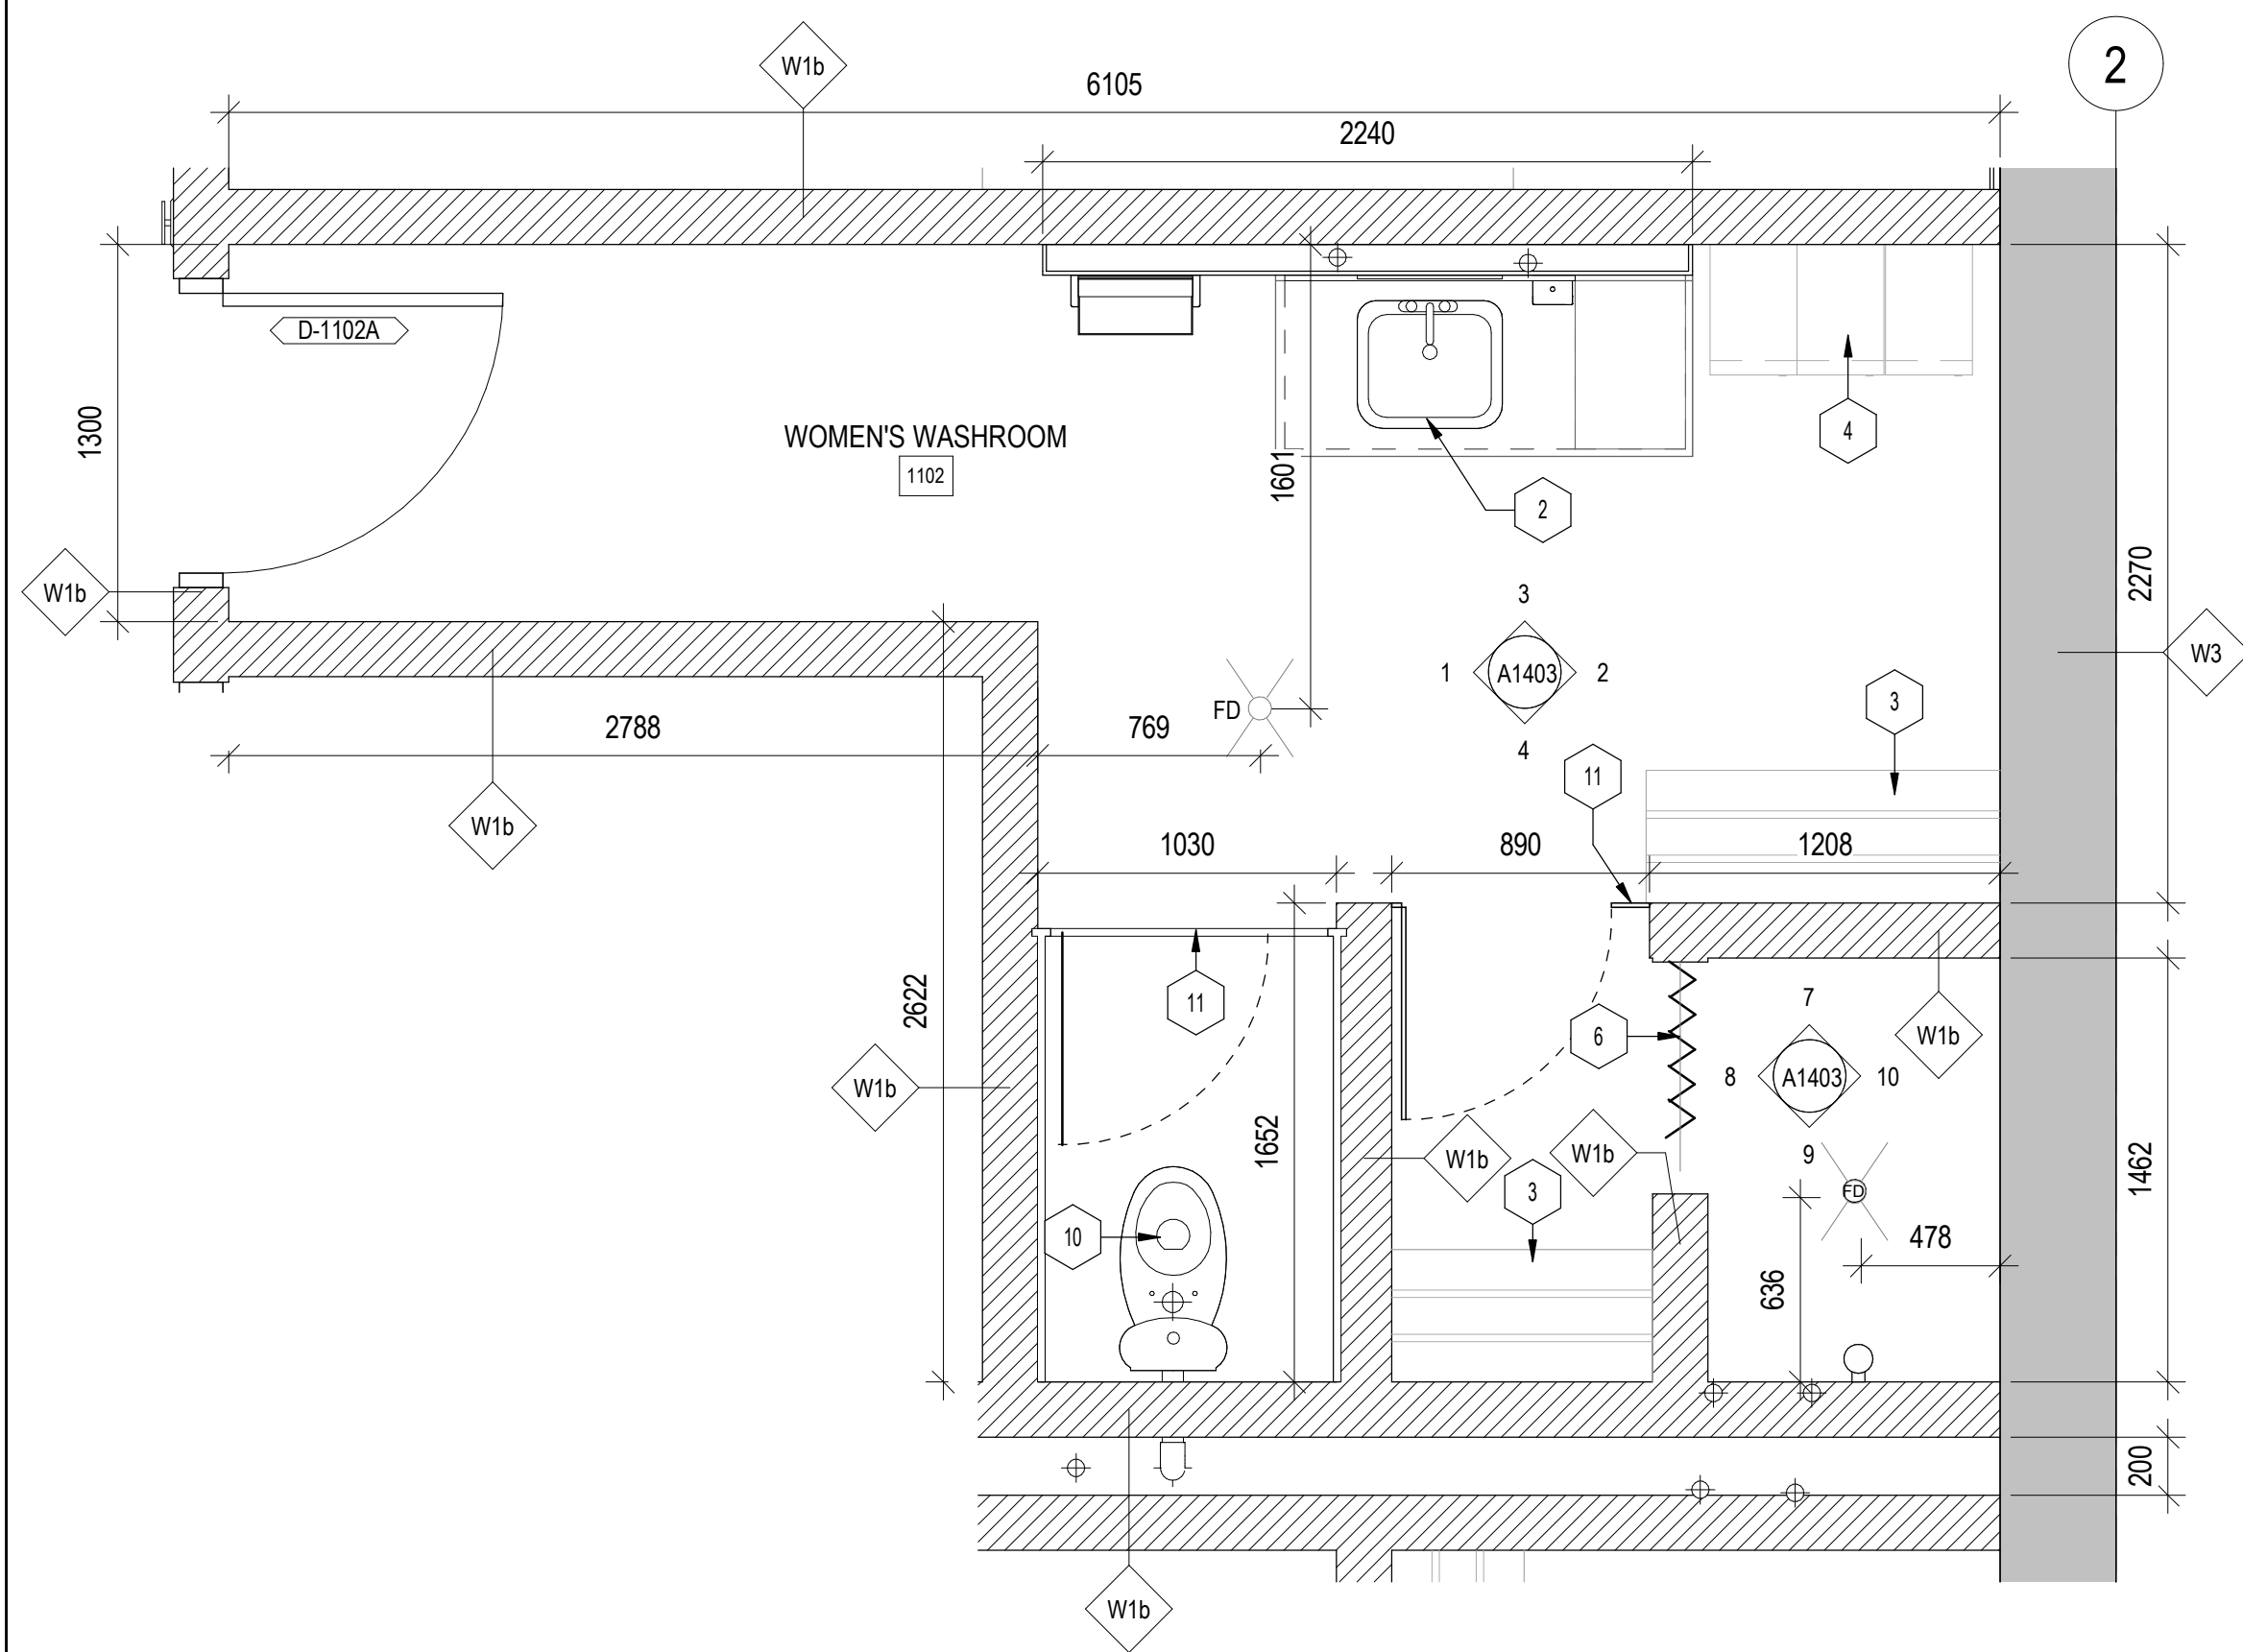 2
W1b
6105
2240
D-1102A
1300
WOMEN'S WASHROOM
1102
4
1601
2
W1b
2270
3
1
A1403
2
4
W3
FD
3
2788
769
11
W1b
1030
890
1208
2622
11
6
7
W1b
8
A1403
10
9
W1b
1652
W1b
W1b
3
FD
1462
10
478
636
200
W1b